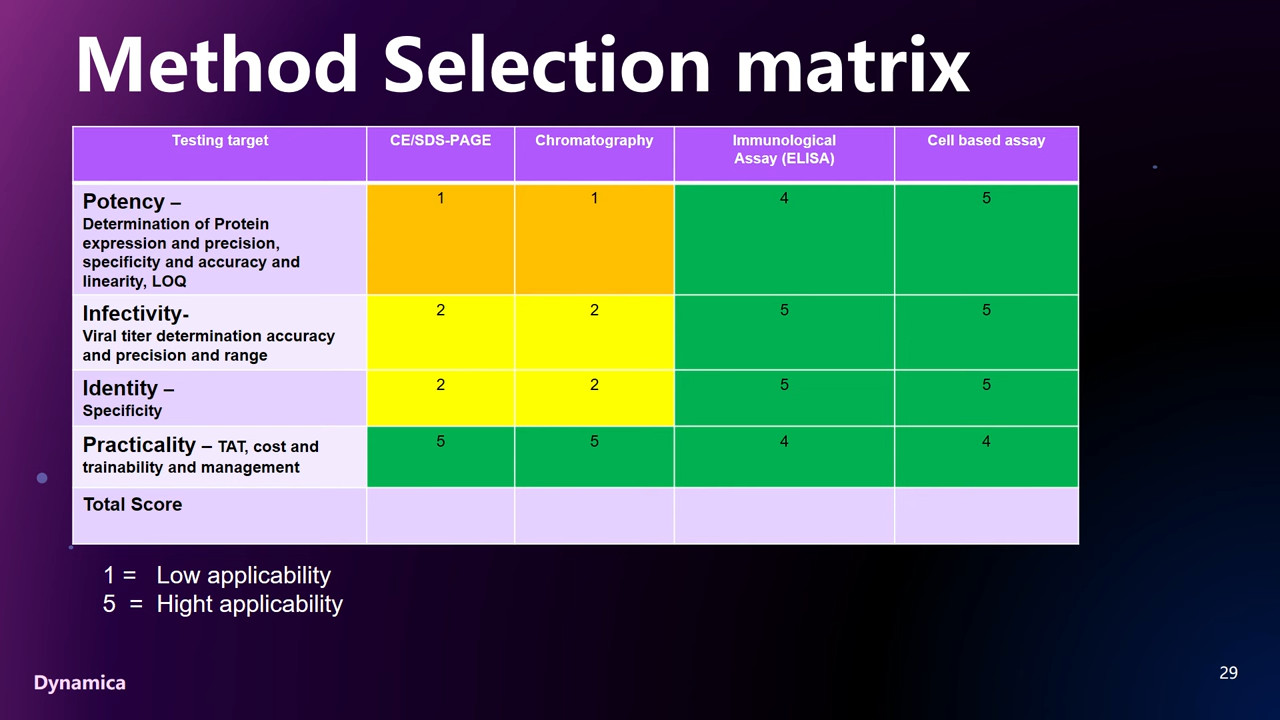 Method Selection matrix
Testing target CE/SDS-PAGE Chromatography Immunological Assay (ELISA) Cell based assay
Potency – 1 1 4 5
Determination of Protein
expression and precision,
specificity and accuracy and
linearity, LOQ
Infectivity- 2 2 5 5
Viral titer determination accuracy
and precision and range
Identity – 2 2 5 5
Specificity
Practicality – TAT, cost and 5 5 4 4
trainability and management
Total Score
1 = Low applicability
5 = Hight applicability
Dynamica
29